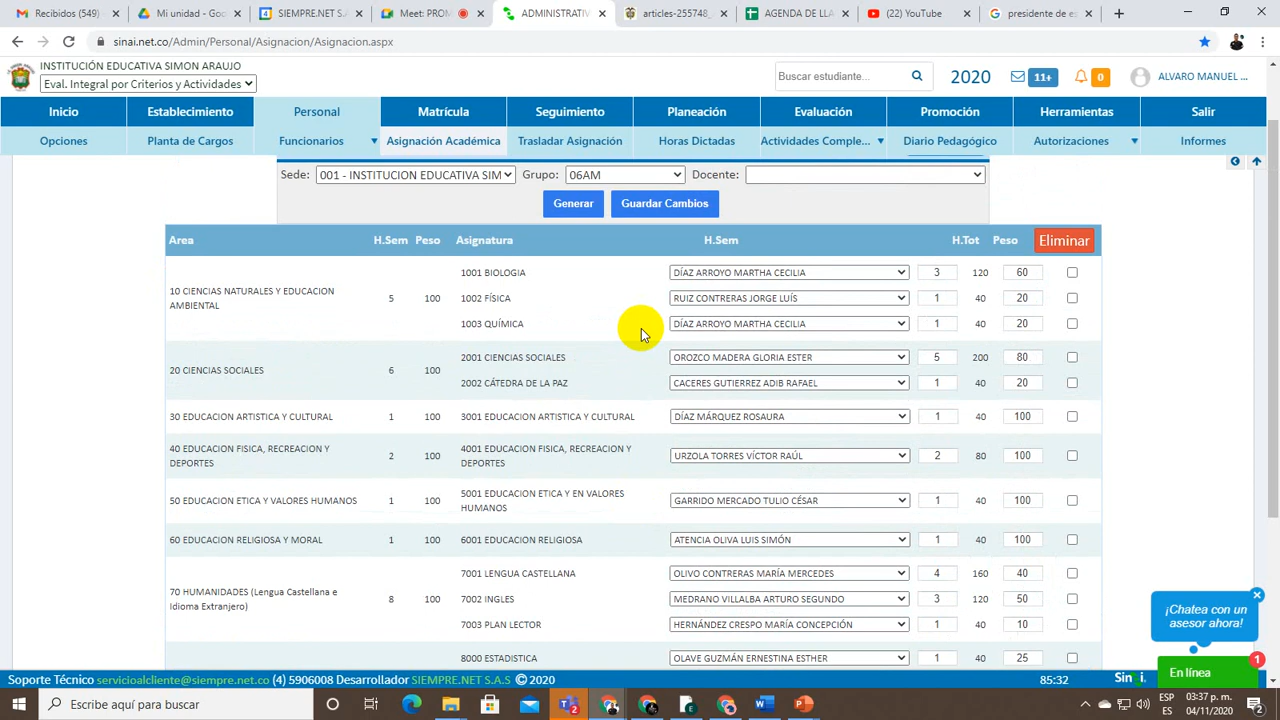 Recibidos (549)
Mi unidad - Goo
SIEMPRE.NET S.A
Meet: PROM
ADMINISTRATIV
articles-255748_
AGENDA DE LLA
(22) YouTube
presidente de es
sinai.net.co/Admin/Personal/Asignacion/Asignacion.aspx
INSTITUCIÓN EDUCATIVA SIMON ARAUJO
Eval. Integral por Criterios y Actividades
Buscar estudiante...
2020
11+
0
ALVARO MANUEL ...
Inicio Establecimiento Personal Matrícula Seguimiento Planeación Evaluación Promoción Herramientas Salir
Opciones Planta de Cargos Funcionarios Asignación Académica Trasladar Asignación Horas Dictadas Actividades Comple... Diario Pedagógico Autorizaciones Informes
Sede: 001 - INSTITUCION EDUCATIVA SIM Grupo: 06AM Docente:
Generar Guardar Cambios
Area H.Sem Peso Asignatura H.Sem H.Tot Peso Eliminar
1001 BIOLOGIA DÍAZ ARROYO MARTHA CECILIA 3 120 60
10 CIENCIAS NATURALES Y EDUCACION AMBIENTAL 5 100 1002 FÍSICA RUIZ CONTRERAS JORGE LUÍS 1 40 20
1003 QUÍMICA DÍAZ ARROYO MARTHA CECILIA 1 40 20
20 CIENCIAS SOCIALES 6 100 2001 CIENCIAS SOCIALES OROZCO MADERA GLORIA ESTER 5 200 80
2002 CÁTEDRA DE LA PAZ CACERES GUTIERREZ ADIB RAFAEL 1 40 20
30 EDUCACION ARTISTICA Y CULTURAL 1 100 3001 EDUCACION ARTISTICA Y CULTURAL DÍAZ MÁRQUEZ ROSAURA 1 40 100
40 EDUCACION FISICA, RECREACION Y DEPORTES 2 100 4001 EDUCACION FISICA, RECREACION Y DEPORTES URZOLA TORRES VÍCTOR RAÚL 2 80 100
50 EDUCACION ETICA Y VALORES HUMANOS 1 100 5001 EDUCACION ETICA Y EN VALORES HUMANOS GARRIDO MERCADO TULIO CÉSAR 1 40 100
60 EDUCACION RELIGIOSA Y MORAL 1 100 6001 EDUCACION RELIGIOSA ATENCIA OLIVA LUIS SIMÓN 1 40 100
7001 LENGUA CASTELLANA OLIVO CONTRERAS MARÍA MERCEDES 4 160 40
70 HUMANIDADES (Lengua Castellana e Idioma Extranjero) 8 100 7002 INGLES MEDRANO VILLALBA ARTURO SEGUNDO 3 120 50
7003 PLAN LECTOR HERNÁNDEZ CRESPO MARÍA CONCEPCIÓN 1 40 10
8000 ESTADISTICA OLAVE GUZMÁN ERNESTINA ESTHER 1 40 25
¡Chatea con un
asesor ahora!
En línea
1
Soporte Técnico servicioalcliente@siempre.net.co (4) 5906008 Desarrollador SIEMPRE.NET S.A.S © 2020 85:32
Escribe aquí para buscar
ESP
ES
03:37 p. m.
04/11/2020
2